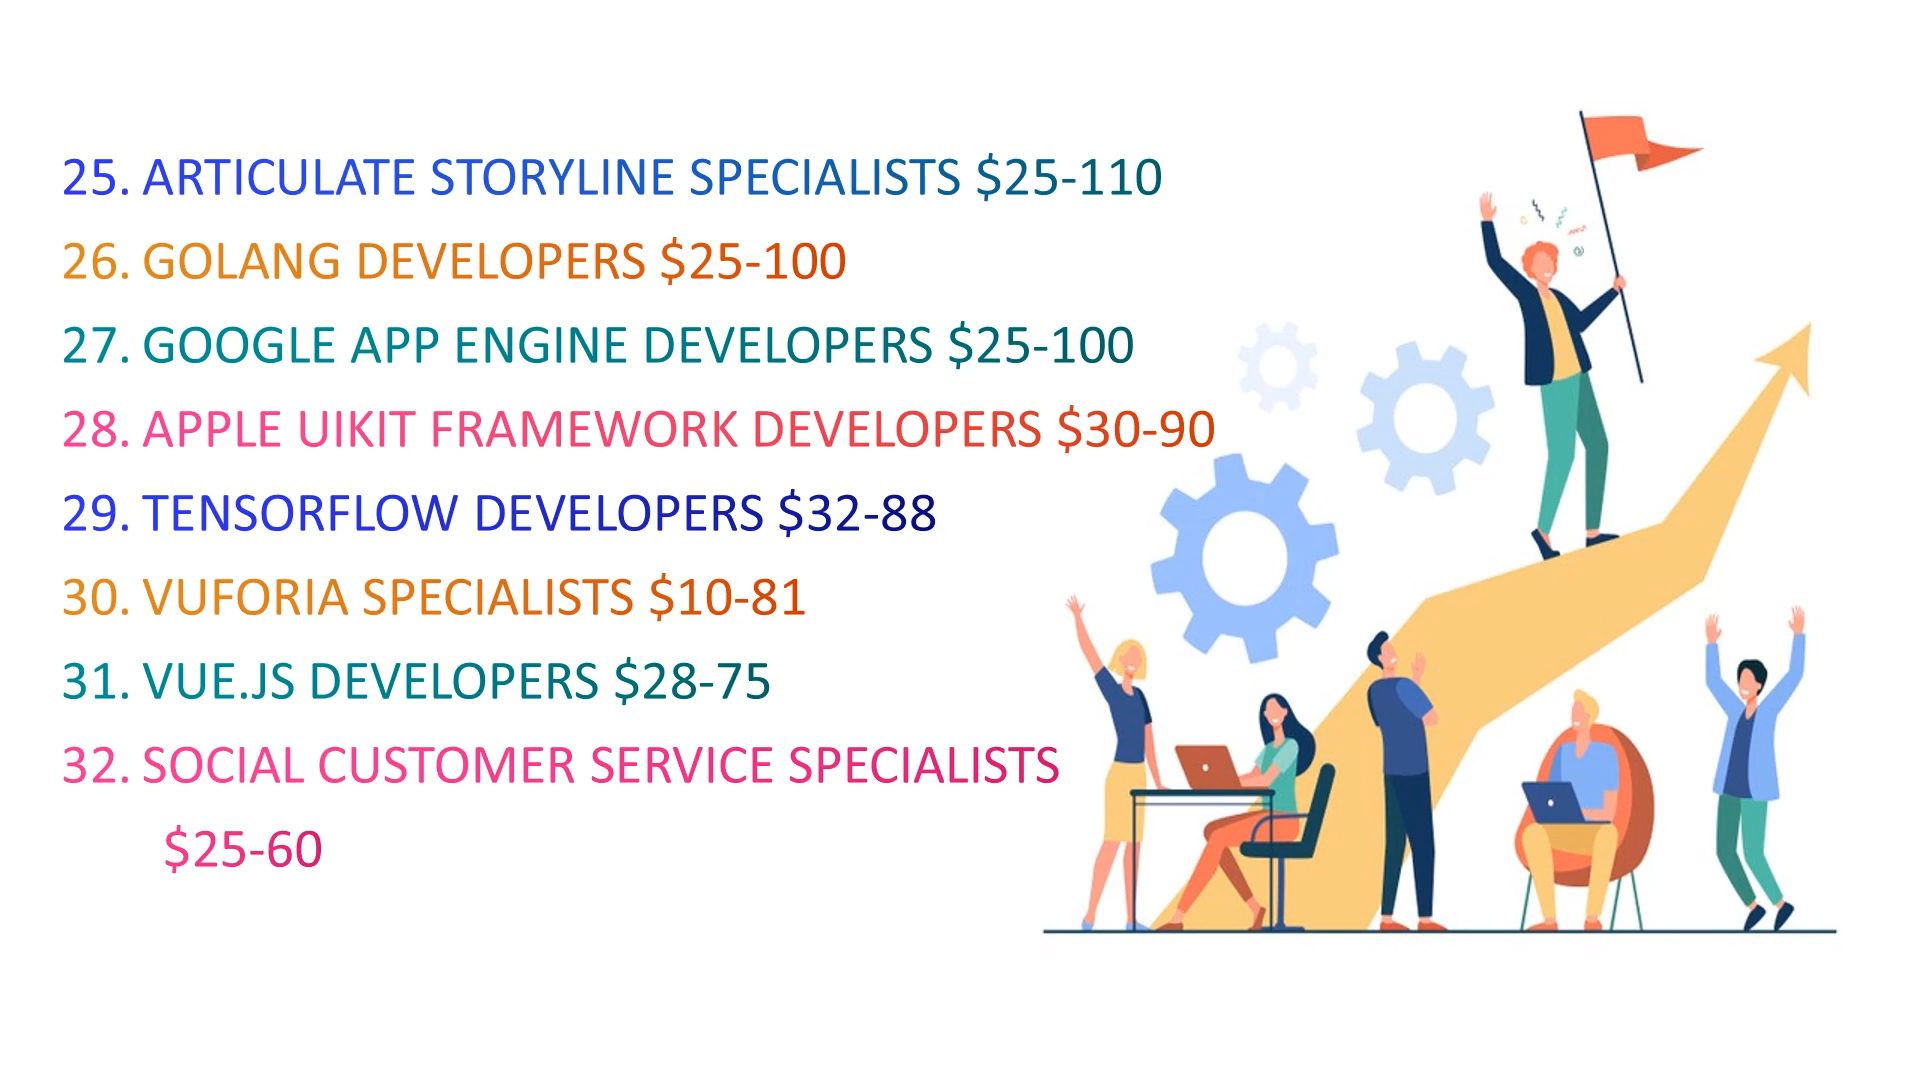 25. ARTICULATE STORYLINE SPECIALISTS $25-110
26. GOLANG DEVELOPERS $25-100
27. GOOGLE APP ENGINE DEVELOPERS $25-100
28. APPLE UIKIT FRAMEWORK DEVELOPERS $30-90
29. TENSORFLOW DEVELOPERS $32-88
30. VUFORIA SPECIALISTS $10-81
31. VUE.JS DEVELOPERS $28-75
32. SOCIAL CUSTOMER SERVICE SPECIALISTS
$25-60